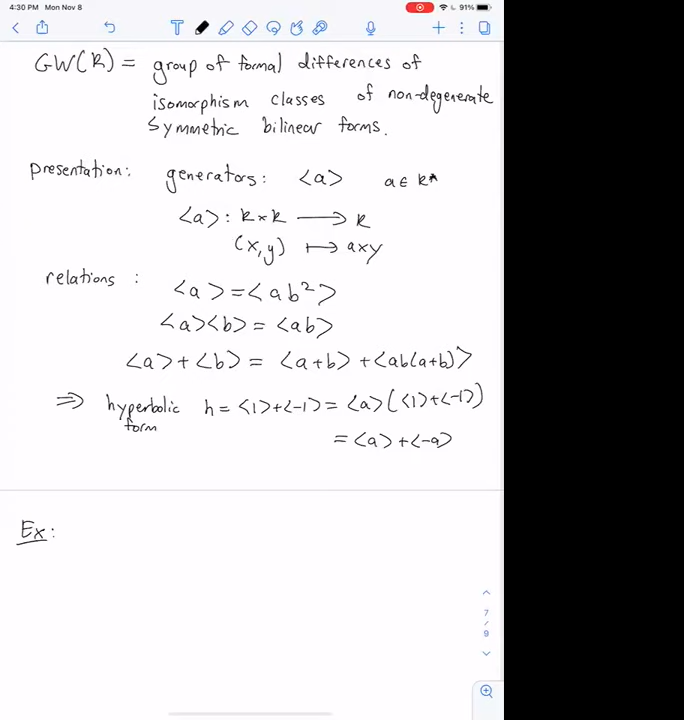 4:30 PM Mon Nov 8
91%
T
GW(k) = group of formal differences of
isomorphism classes of non-degenerate
symmetric bilinear forms.
presentation: generators: <a> a ∈ k*
<a> : k × k ⟶ k
(x,y) ⟼ axy
relations :
<a> = <ab²>
<a><b> = <ab>
<a> + <b> = <a+b> + <ab(a+b)>
⇒ hyperbolic form h = <1> + <-1> = <a>(<1> + <-1>)
= <a> + <-a>
Ex:
7
/
9